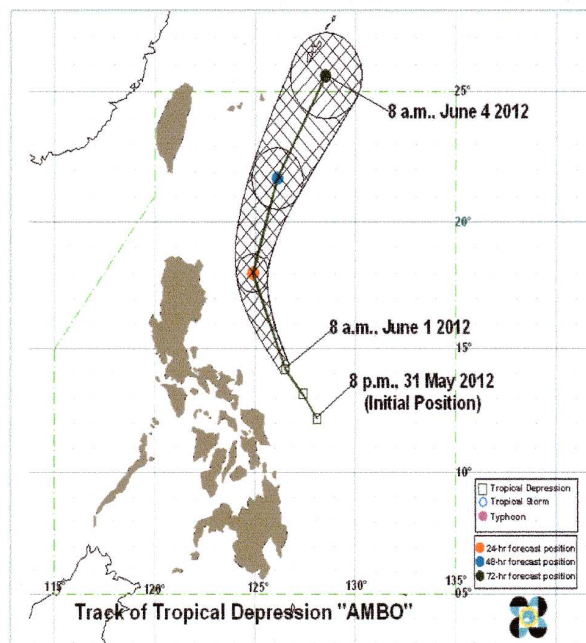 25°
8 a.m., June 4 2012
20°
8 a.m., June 1 2012
15°
8 p.m., 31 May 2012
(Initial Position)
10°
Tropical Depression
Tropical Storm
Typhoon
24-hr forecast position
48-hr forecast position
72-hr forecast position
115°
120°
125°
130°
05°
Track of Tropical Depression "AMBO"